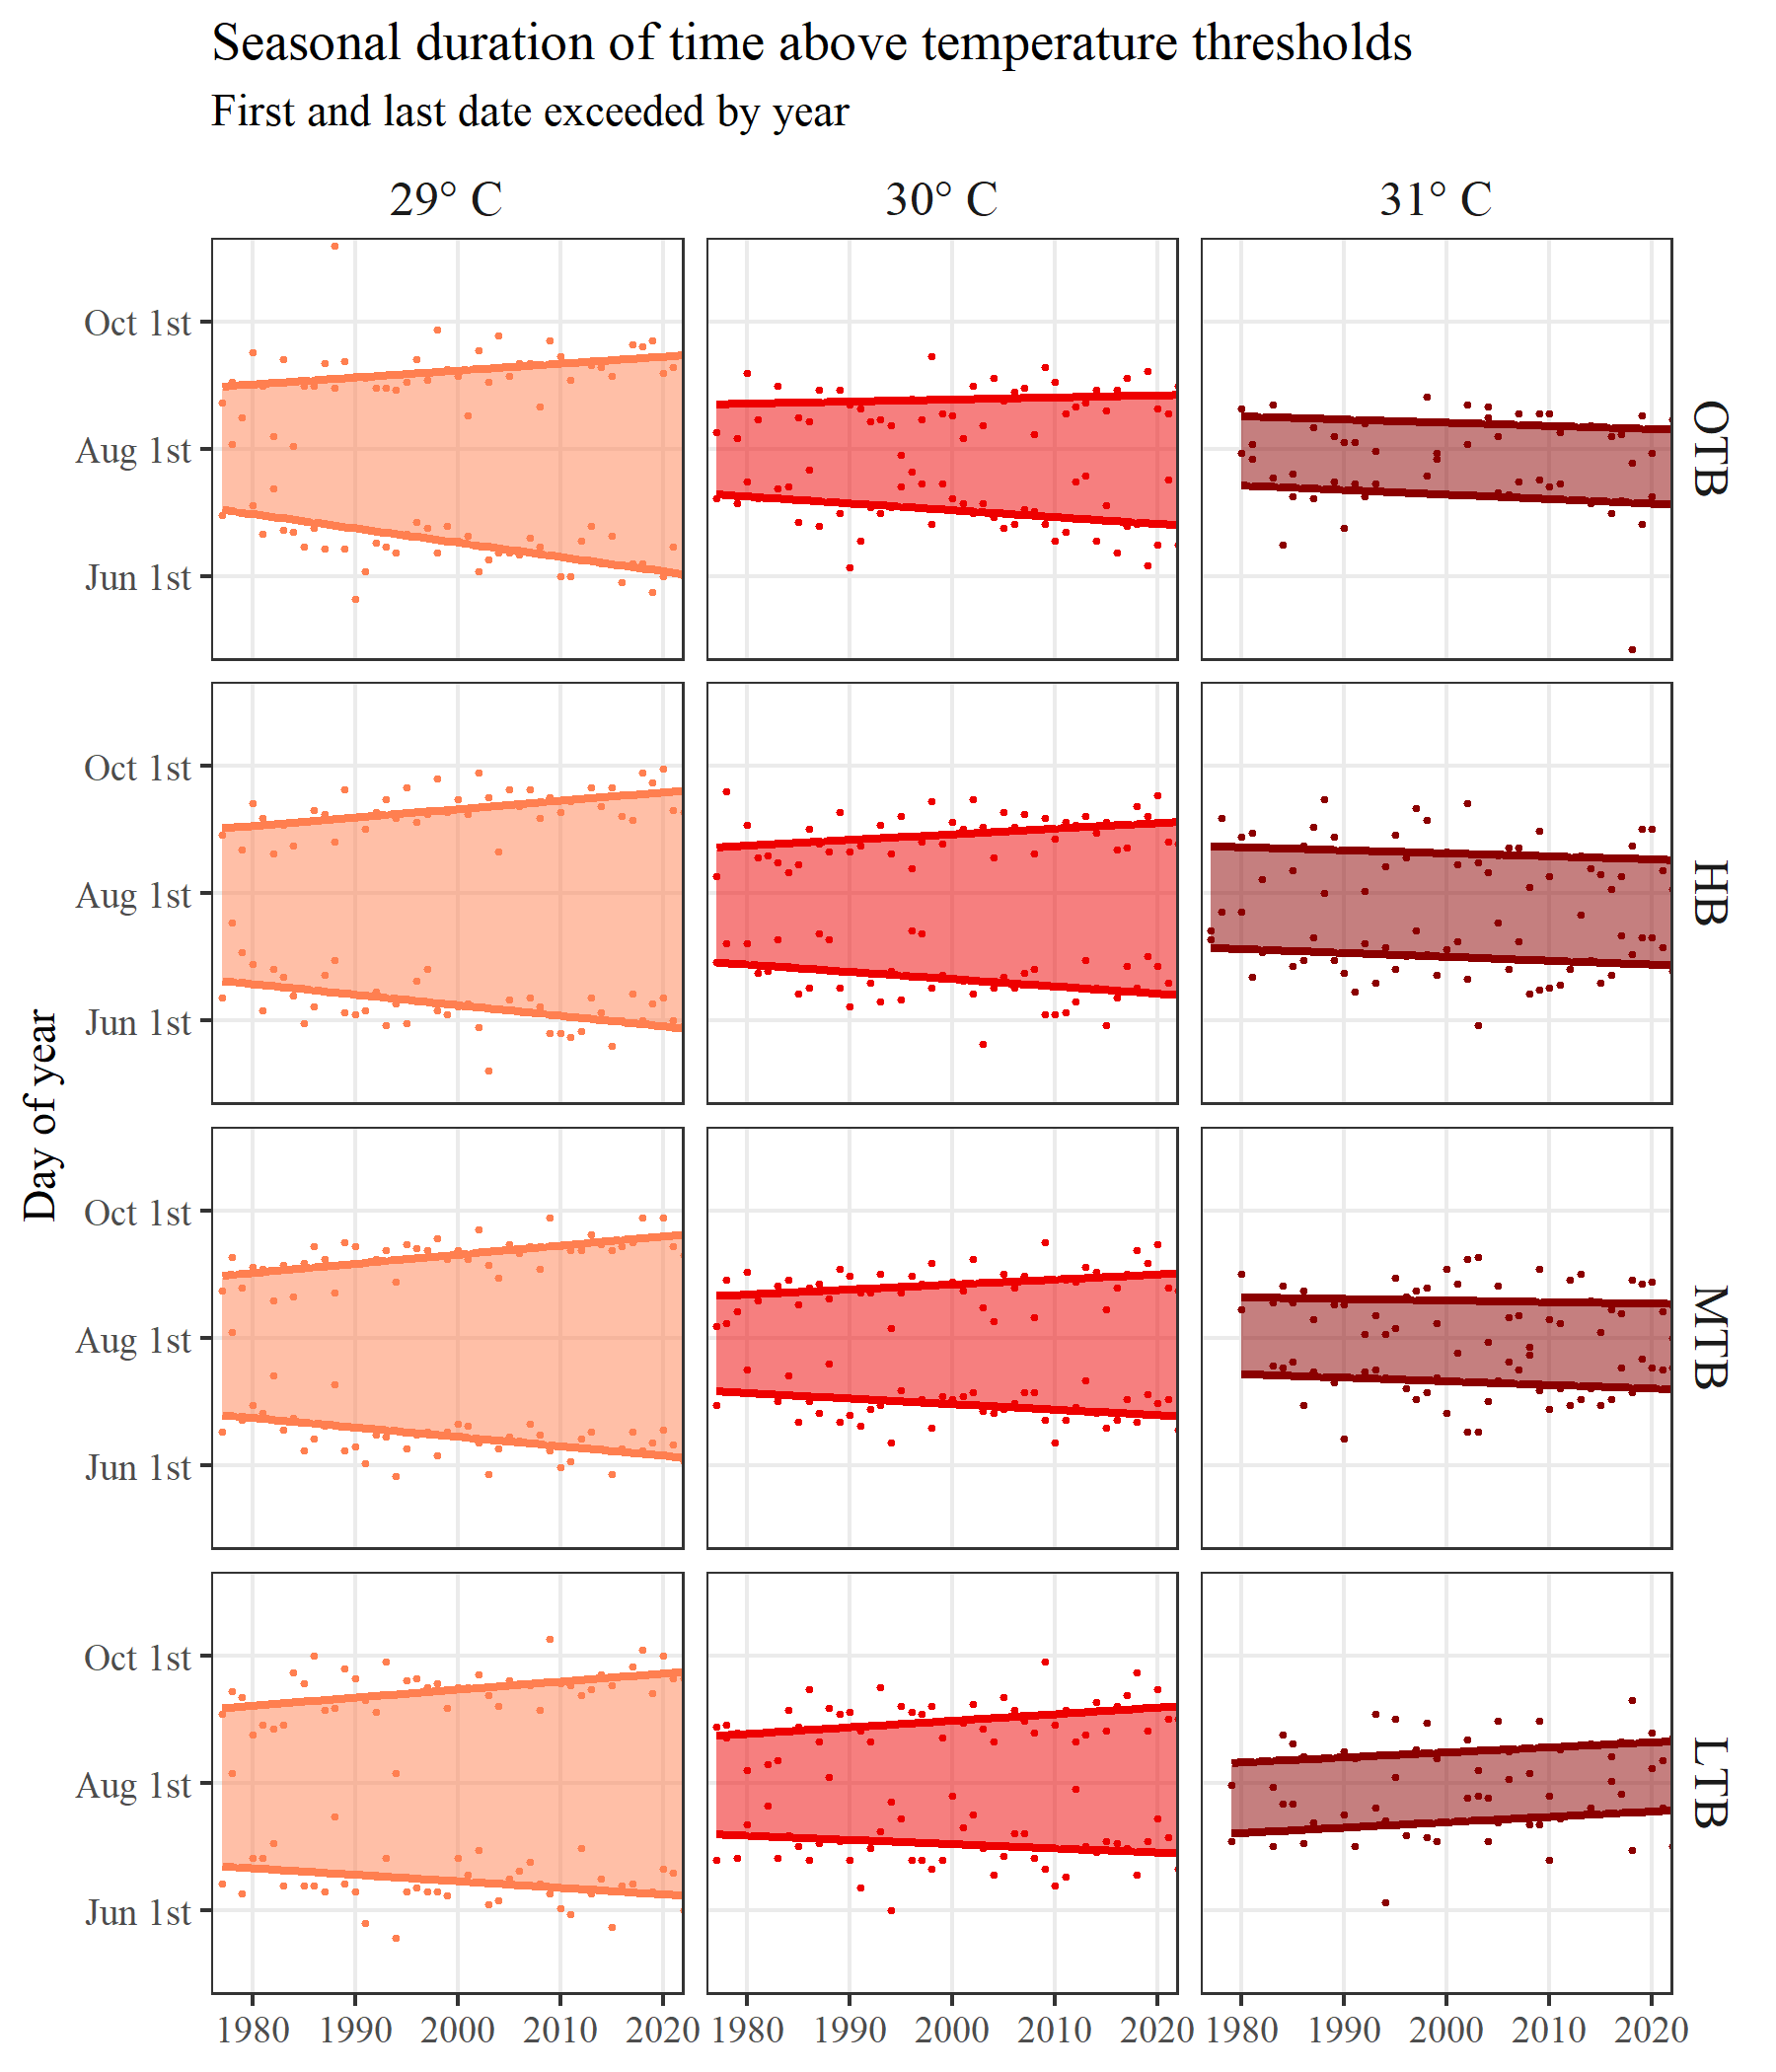 Seasonal duration of time above temperature thresholds
First and last date exceeded by year
29° C 30° C 31° C
Oct 1st
Aug 1st
Jun 1st
OTB
Oct 1st
Aug 1st
Jun 1st
HB
Day of year
Oct 1st
Aug 1st
Jun 1st
MTB
Oct 1st
Aug 1st
Jun 1st
LTB
1980 1990 2000 2010 2020 1980 1990 2000 2010 2020 1980 1990 2000 2010 2020